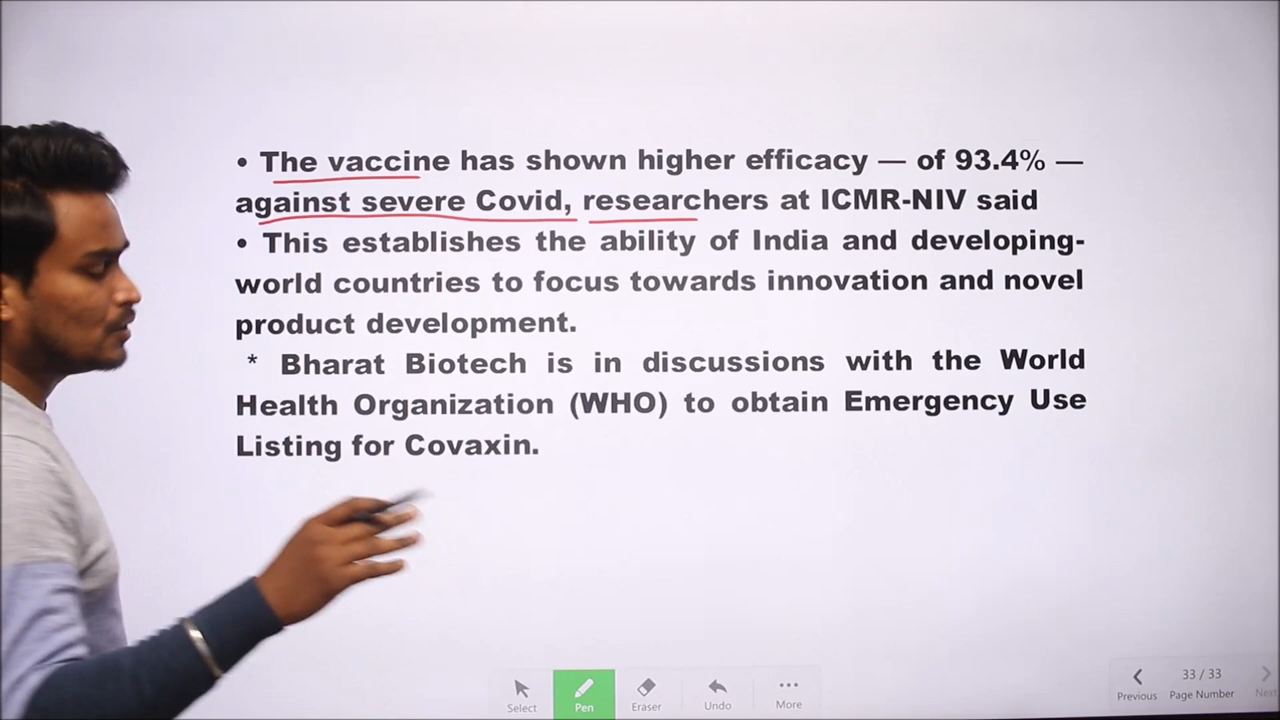 • The vaccine has shown higher efficacy — of 93.4% —
against severe Covid, researchers at ICMR-NIV said
• This establishes the ability of India and developing-
world countries to focus towards innovation and novel
product development.
* Bharat Biotech is in discussions with the World
Health Organization (WHO) to obtain Emergency Use
Listing for Covaxin.
Select Pen Eraser Undo More
33 / 33
Previous Page Number Next